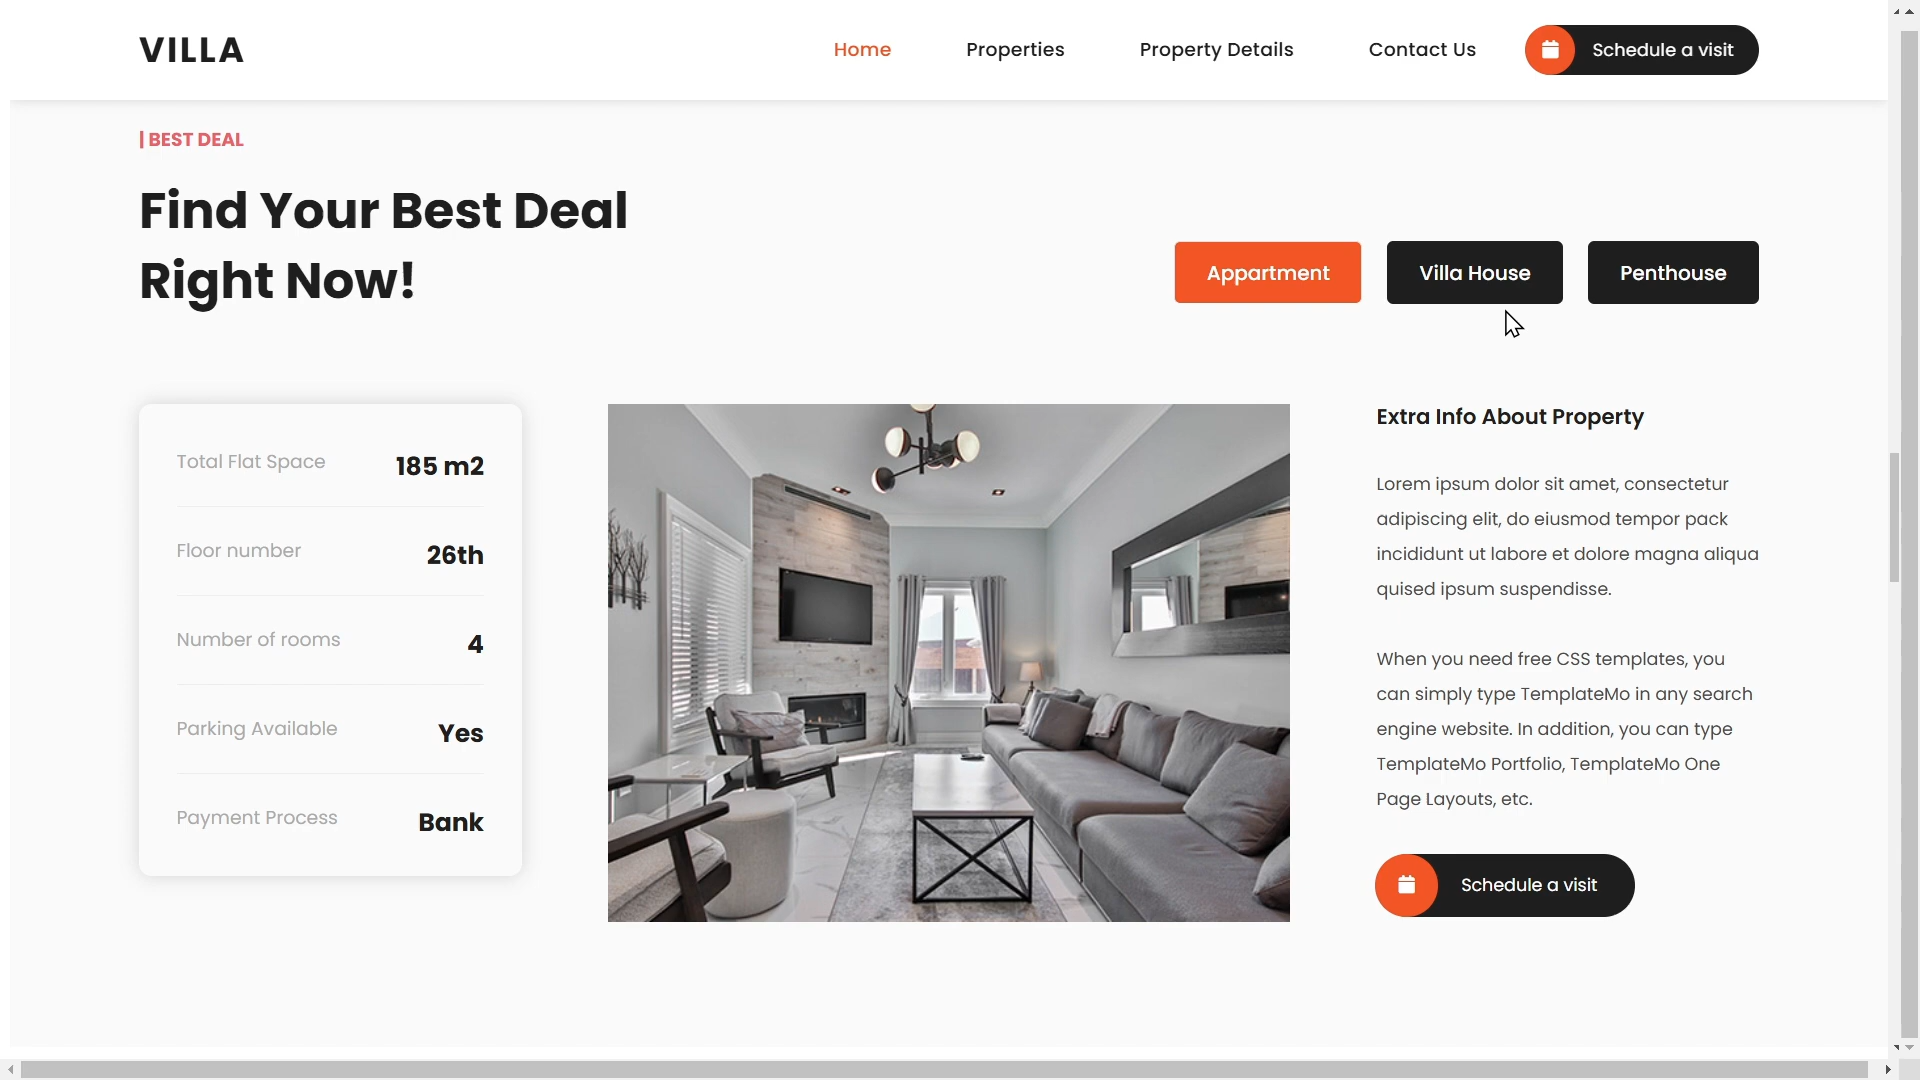 VILLA
Home
Properties
Property Details
Contact Us
Schedule a visit
| BEST DEAL
Find Your Best Deal
Right Now!
Appartment
Villa House
Penthouse
Total Flat Space
185 m2
Floor number
26th
Number of rooms
4
Parking Available
Yes
Payment Process
Bank
Extra Info About Property
Lorem ipsum dolor sit amet, consectetur
adipiscing elit, do eiusmod tempor pack
incididunt ut labore et dolore magna aliqua
quised ipsum suspendisse.
When you need free CSS templates, you
can simply type TemplateMo in any search
engine website. In addition, you can type
TemplateMo Portfolio, TemplateMo One
Page Layouts, etc.
Schedule a visit